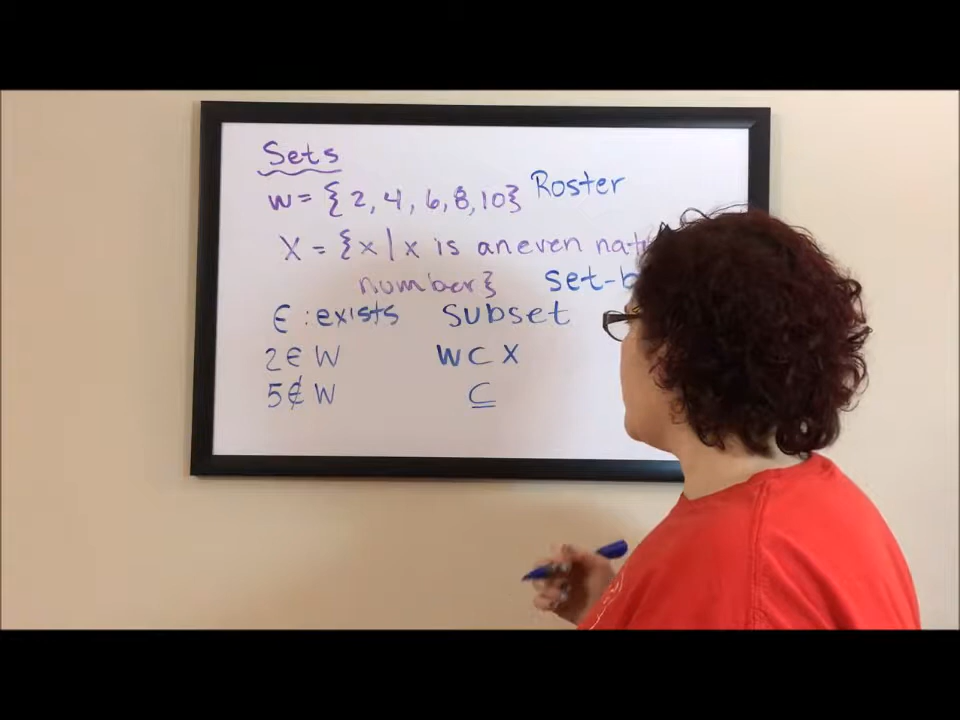 Sets
W = {2, 4, 6, 8, 10} Roster
X = {x | x is an even
number} set-b
∈ : exists subset
2 ∈ W W ⊂ X
5 ∉ W ⊆